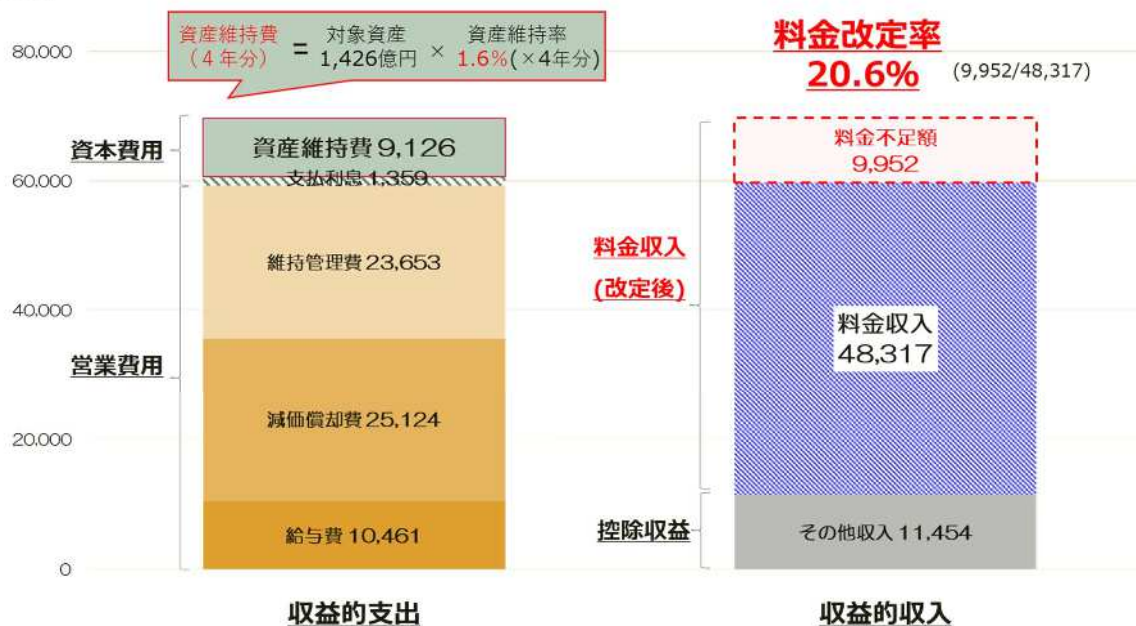 資産維持費
（４年分）
=
対象資産
1,426億円
×
資産維持率
1.6%(×4年分)
料金改定率
20.6%
(9,952/48,317)
80.000
60.000
40.000
20.000
0
資本費用
営業費用
資産維持費 9,126
支払利息 1,359
維持管理費 23,653
減価償却費 25,124
給与費 10,461
収益的支出
料金収入
(改定後)
控除収益
料金不足額
9,952
料金収入
48,317
その他収入 11,454
収益的収入